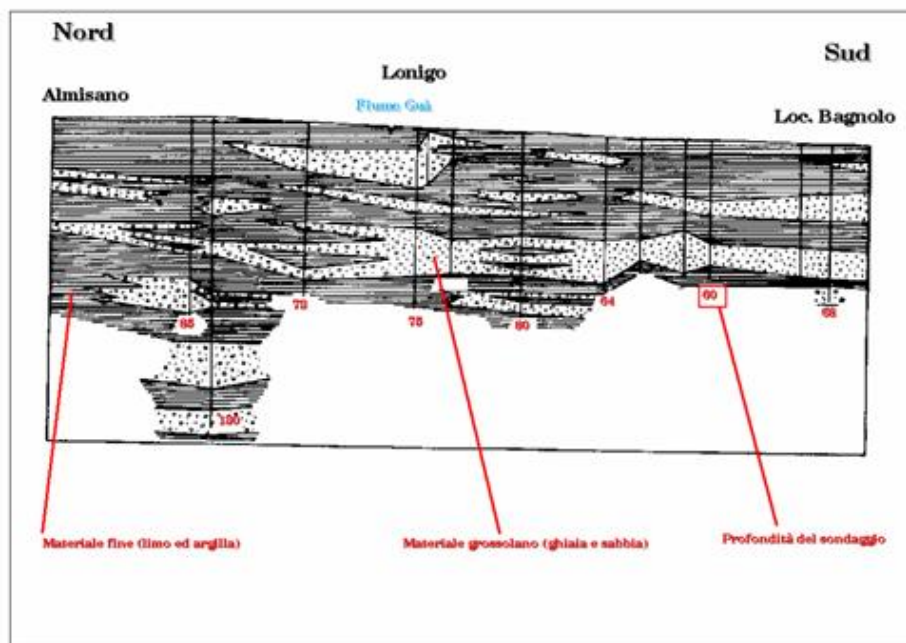 Nord
Sud
Lonigo
Almisano
Fiume Guà
Loc. Bagnolo
85
73
75
80
64
60
68
130
Materiale fine (limo ed argilla)
Materiale grossolano (ghiaia e sabbia)
Profondità del sondaggio